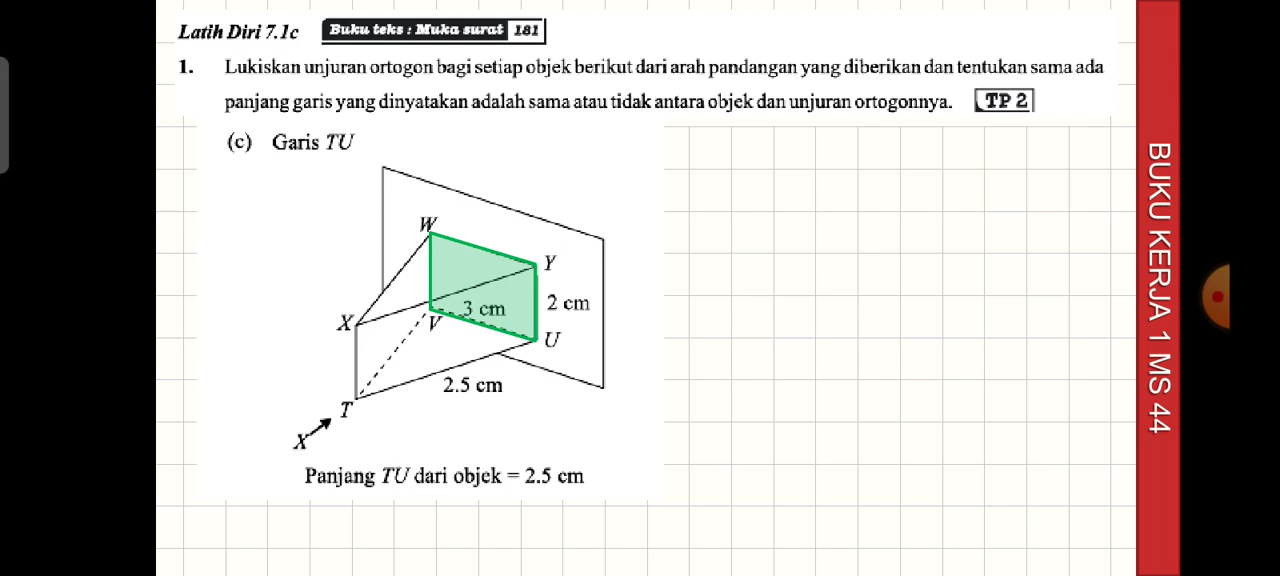 Latih Diri 7.1c Buku teks : Muka surat 181
1. Lukiskan unjuran ortogon bagi setiap objek berikut dari arah pandangan yang diberikan dan tentukan sama ada
panjang garis yang dinyatakan adalah sama atau tidak antara objek dan unjuran ortogonnya. TP 2
(c) Garis TU
W
Y
3 cm
2 cm
X
V
U
2.5 cm
T
X
Panjang TU dari objek = 2.5 cm
BUKU KERJA 1 MS 44